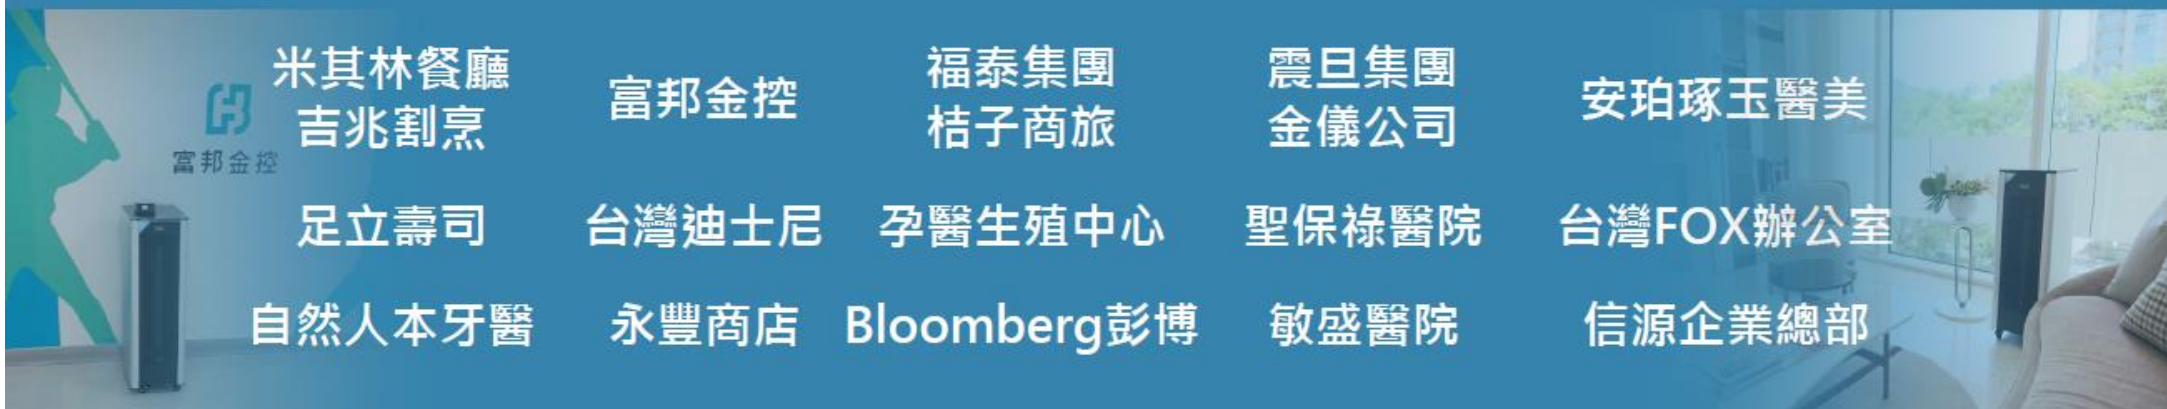 米其林餐廳
吉兆割烹
富邦金控
福泰集團
桔子商旅
震旦集團
金儀公司
安珀琢玉醫美
富邦金控
足立壽司
台灣迪士尼
孕醫生殖中心
聖保祿醫院
台灣FOX辦公室
自然人本牙醫
永豐商店
Bloomberg彭博
敏盛醫院
信源企業總部